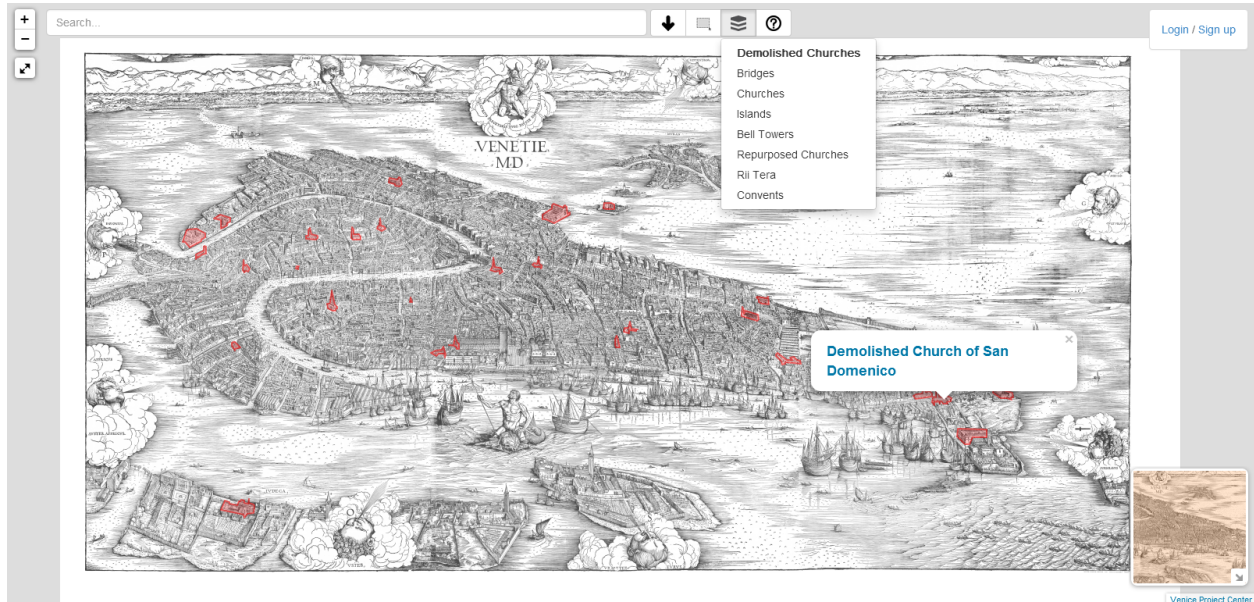 +
Search...
Login / Sign up
−
Demolished Churches
Bridges
Churches
Islands
Bell Towers
Repurposed Churches
Rii Tera
Convents
VENETIE
MD
Demolished Church of San
Domenico
×
Venice Project Center